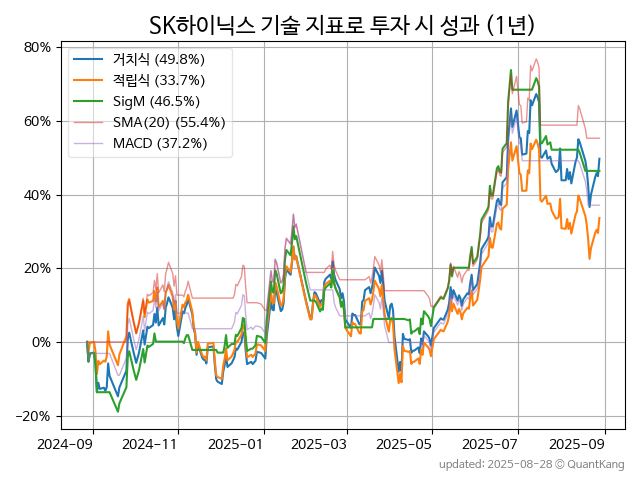 SK하이닉스 기술 지표로 투자 시 성과 (1년)
80%
60%
40%
20%
0%
−20%
거치식 (49.8%)
적립식 (33.7%)
SigM (46.5%)
SMA(20) (55.4%)
MACD (37.2%)
2024-09 2024-11 2025-01 2025-03 2025-05 2025-07 2025-09
updated: 2025-08-28 © QuantKang